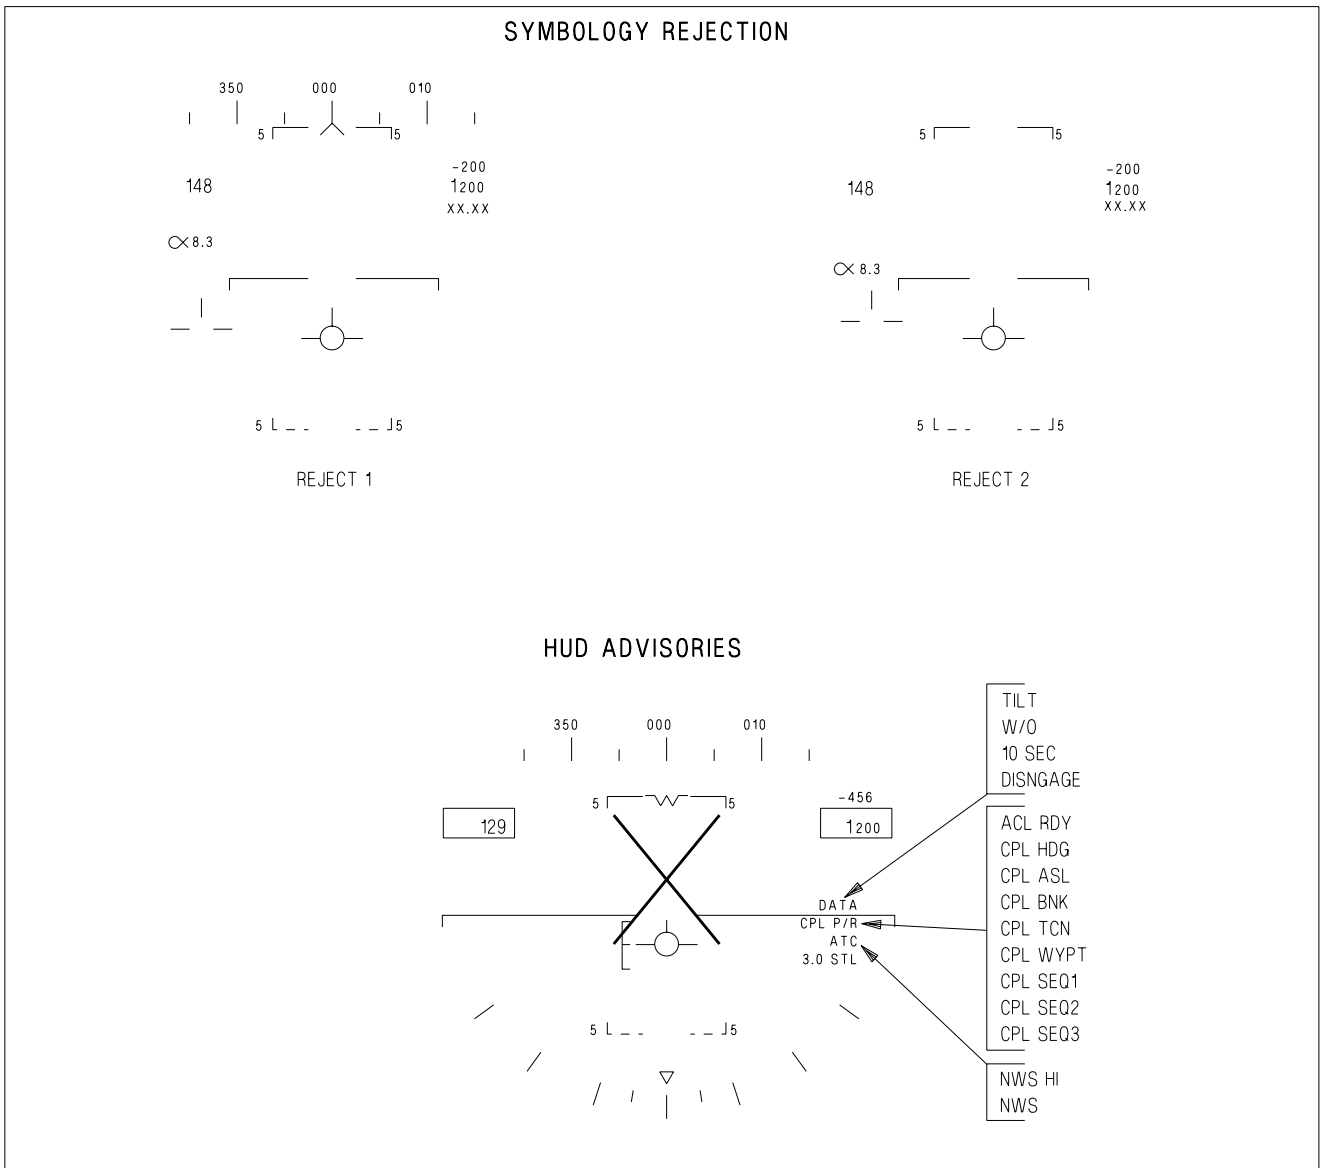 SYMBOLOGY REJECTION
350 000 010
5 5
148
-200
1200
XX.XX
8.3
5 5
REJECT 1
5 5
148
-200
1200
XX.XX
8.3
5 5
REJECT 2
HUD ADVISORIES
350 000 010
5 5
129
-456
1200
DATA
CPL P/R
ATC
3.0 STL
5 5
TILT
W/O
10 SEC
DISNGAGE
ACL RDY
CPL HDG
CPL ASL
CPL BNK
CPL TCN
CPL WYPT
CPL SEQ1
CPL SEQ2
CPL SEQ3
NWS HI
NWS